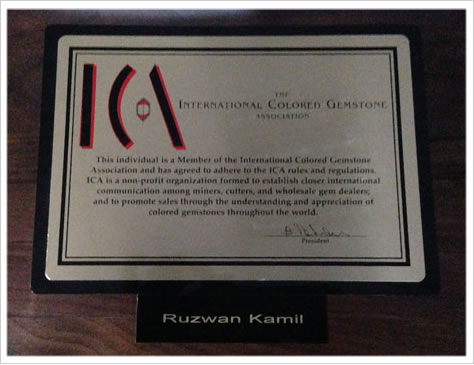 ICA
THE
INTERNATIONAL COLORED GEMSTONE
ASSOCIATION
This individual is a Member of the International Colored Gemstone
Association and has agreed to adhere to the ICA rules and regulations.
ICA is a non-profit organization formed to establish closer international
communication among miners, cutters, and wholesale gem dealers;
and to promote sales through the understanding and appreciation of
colored gemstones throughout the world.
President
Ruzwan Kamil